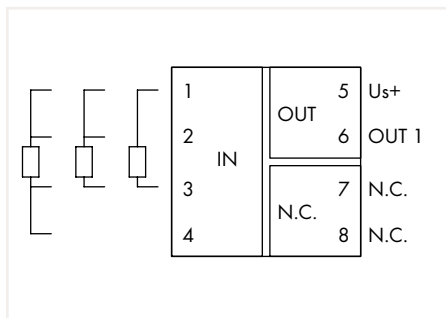 1 5 Us+
OUT
2 6 OUT 1
IN
3 7 N.C.
N.C.
4 8 N.C.